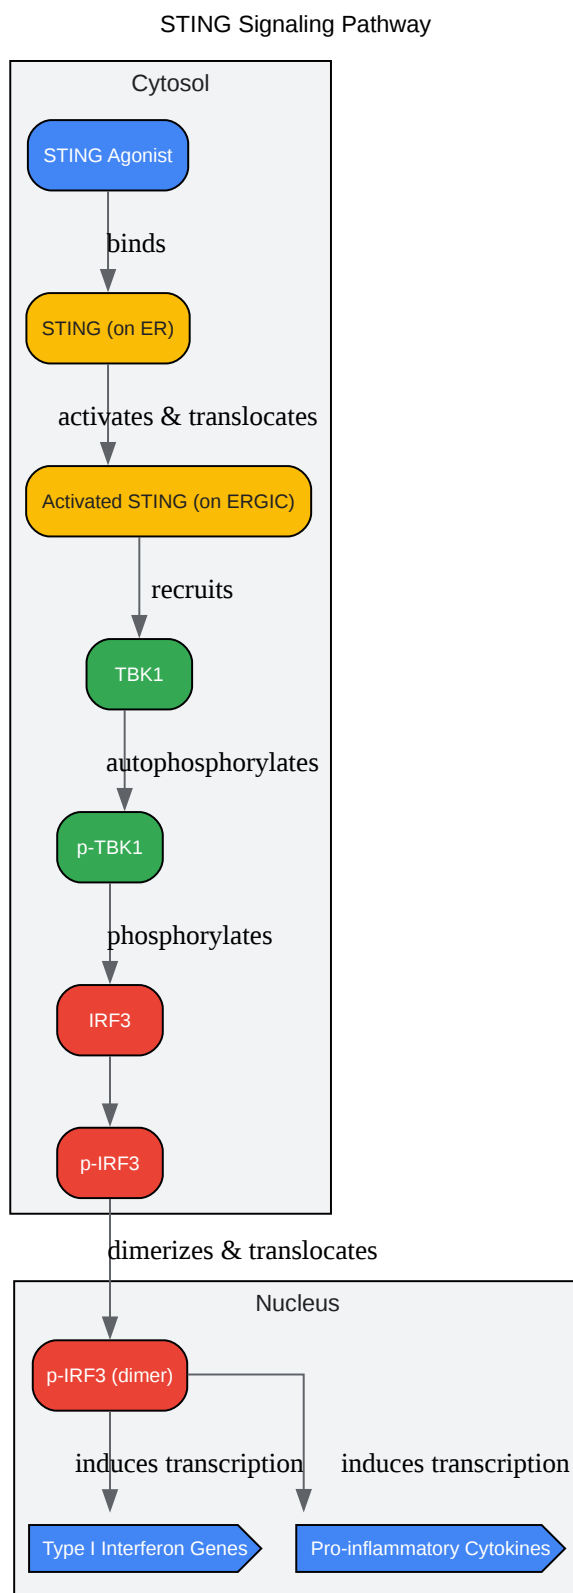 STING Signaling Pathway
Cytosol
STING Agonist
binds
STING (on ER)
activates & translocates
Activated STING (on ERGIC)
recruits
TBK1
autophosphorylates
p-TBK1
phosphorylates
IRF3
p-IRF3
dimerizes & translocates
Nucleus
p-IRF3 (dimer)
induces transcription
induces transcription
Type I Interferon Genes
Pro-inflammatory Cytokines